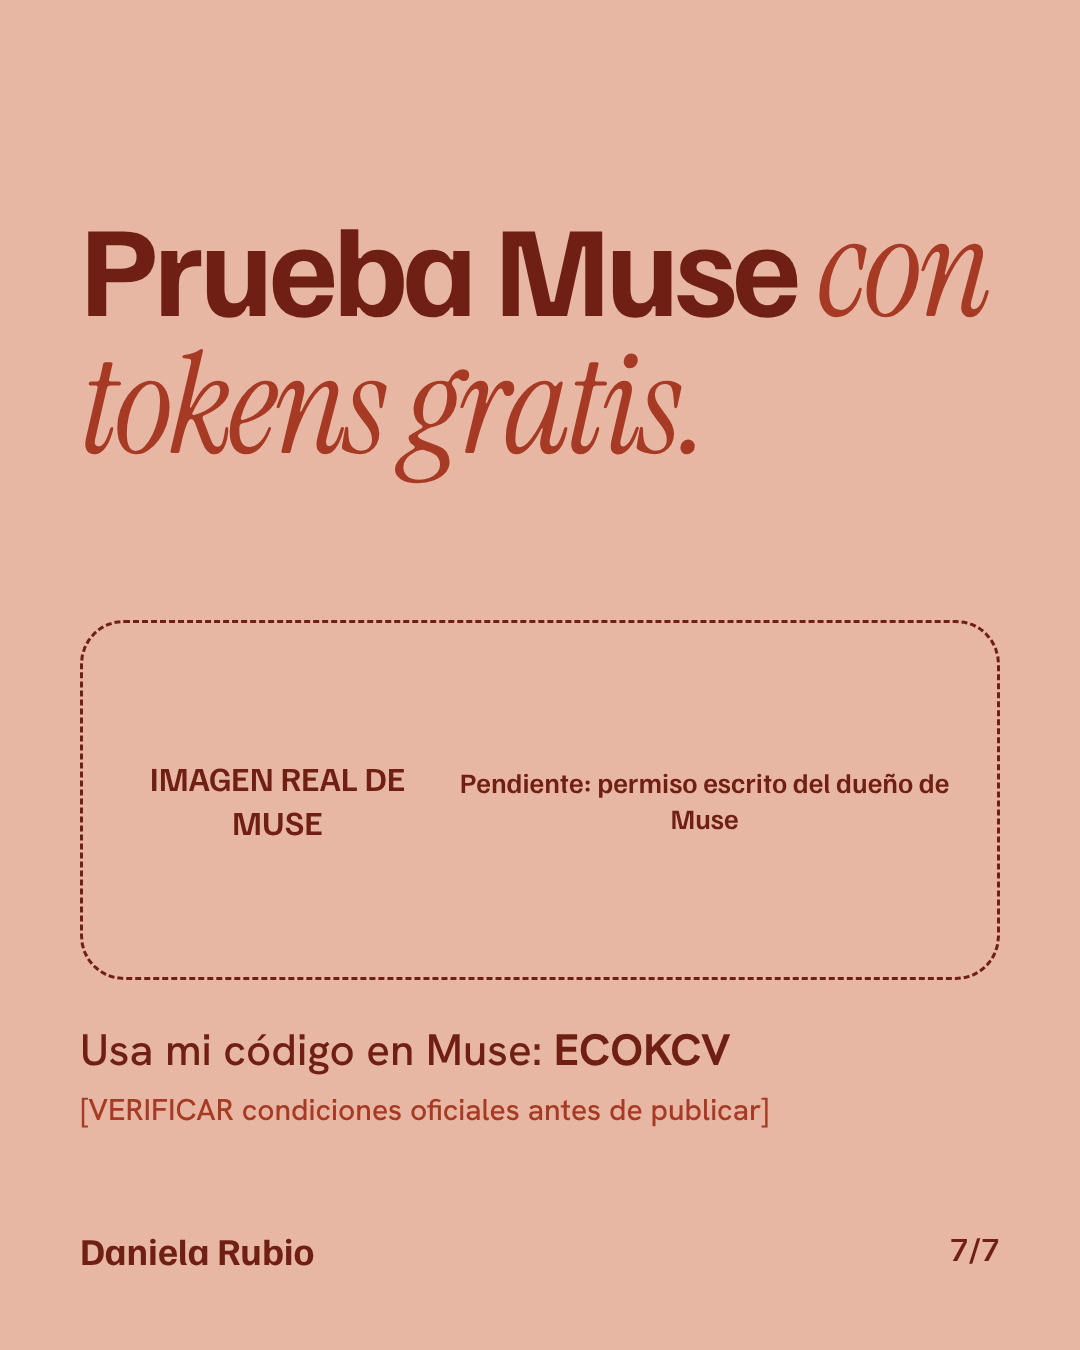 Prueba Muse con
tokens gratis.
IMAGEN REAL DE
MUSE
Pendiente: permiso escrito del dueño de
Muse
Usa mi código en Muse: ECOKCV
[VERIFICAR condiciones oficiales antes de publicar]
Daniela Rubio
7/7